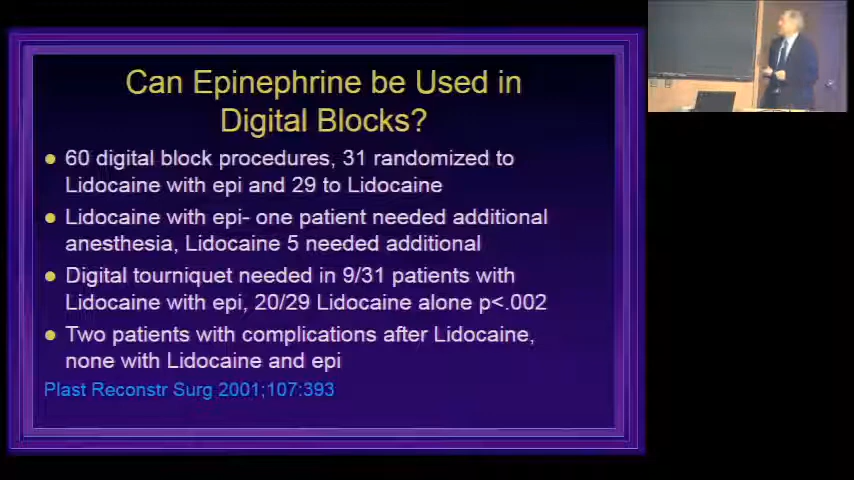 Can Epinephrine be Used in
Digital Blocks?
60 digital block procedures, 31 randomized to
Lidocaine with epi and 29 to Lidocaine
Lidocaine with epi- one patient needed additional
anesthesia, Lidocaine 5 needed additional
Digital tourniquet needed in 9/31 patients with
Lidocaine with epi, 20/29 Lidocaine alone p<.002
Two patients with complications after Lidocaine,
none with Lidocaine and epi
Plast Reconstr Surg 2001;107:393